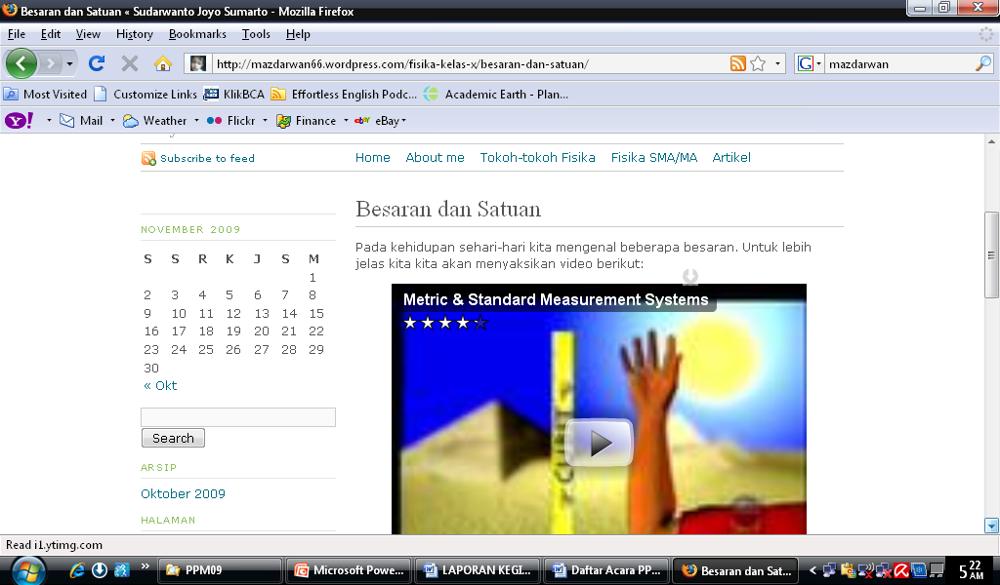 Besaran dan Satuan « Sudarwanto Joyo Sumarto - Mozilla Firefox
File Edit View History Bookmarks Tools Help
http://mazdarwan66.wordpress.com/fisika-kelas-x/besaran-dan-satuan/
G mazdarwan
Most Visited Customize Links KlikBCA Effortless English Podc... Academic Earth - Plan...
Y! Mail Weather Flickr Finance ebay eBay
Subscribe to feed
Home About me Tokoh-tokoh Fisika Fisika SMA/MA Artikel
NOVEMBER 2009
S S R K J S M
1
2 3 4 5 6 7 8
9 10 11 12 13 14 15
16 17 18 19 20 21 22
23 24 25 26 27 28 29
30
« Okt
Search
ARSIP
Oktober 2009
HALAMAN
Besaran dan Satuan
Pada kehidupan sehari-hari kita mengenal beberapa besaran. Untuk lebih
jelas kita kita akan menyaksikan video berikut:
Metric & Standard Measurement Systems
Read i1.ytimg.com
PPM09
Microsoft Powe...
LAPORAN KEGI...
Daftar Acara PP...
Besaran dan Sat...
5 22 AM